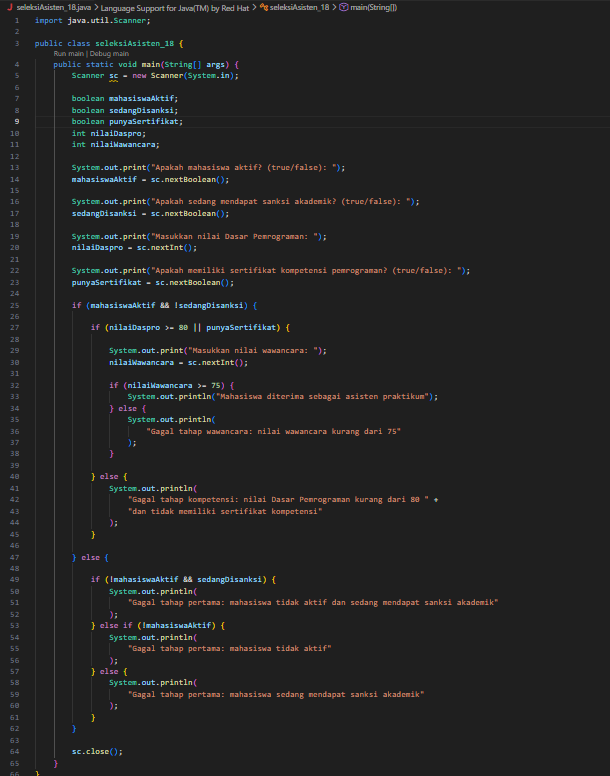 seleksiAsisten_18.java > Language Support for Java(TM) by Red Hat > seleksiAsisten_18 > main(String[])
1 import java.util.Scanner;
2
3 public class seleksiAsisten_18 {
Run main | Debug main
4 public static void main(String[] args) {
5 Scanner sc = new Scanner(System.in);
6
7 boolean mahasiswaAktif;
8 boolean sedangDisanksi;
9 boolean punyaSertifikat;
10 int nilaiDaspro;
11 int nilaiWawancara;
12
13 System.out.print("Apakah mahasiswa aktif? (true/false): ");
14 mahasiswaAktif = sc.nextBoolean();
15
16 System.out.print("Apakah sedang mendapat sanksi akademik? (true/false): ");
17 sedangDisanksi = sc.nextBoolean();
18
19 System.out.print("Masukkan nilai Dasar Pemrograman: ");
20 nilaiDaspro = sc.nextInt();
21
22 System.out.print("Apakah memiliki sertifikat kompetensi pemrograman? (true/false): ");
23 punyaSertifikat = sc.nextBoolean();
24
25 if (mahasiswaAktif && !sedangDisanksi) {
26
27 if (nilaiDaspro >= 80 || punyaSertifikat) {
28
29 System.out.print("Masukkan nilai wawancara: ");
30 nilaiWawancara = sc.nextInt();
31
32 if (nilaiWawancara >= 75) {
33 System.out.println("Mahasiswa diterima sebagai asisten praktikum");
34 } else {
35 System.out.println(
36 "Gagal tahap wawancara: nilai wawancara kurang dari 75"
37 );
38 }
39
40 } else {
41 System.out.println(
42 "Gagal tahap kompetensi: nilai Dasar Pemrograman kurang dari 80 " +
43 "dan tidak memiliki sertifikat kompetensi"
44 );
45 }
46
47 } else {
48
49 if (!mahasiswaAktif && sedangDisanksi) {
50 System.out.println(
51 "Gagal tahap pertama: mahasiswa tidak aktif dan sedang mendapat sanksi akademik"
52 );
53 } else if (!mahasiswaAktif) {
54 System.out.println(
55 "Gagal tahap pertama: mahasiswa tidak aktif"
56 );
57 } else {
58 System.out.println(
59 "Gagal tahap pertama: mahasiswa sedang mendapat sanksi akademik"
60 );
61 }
62 }
63
64 sc.close();
65 }
66 }